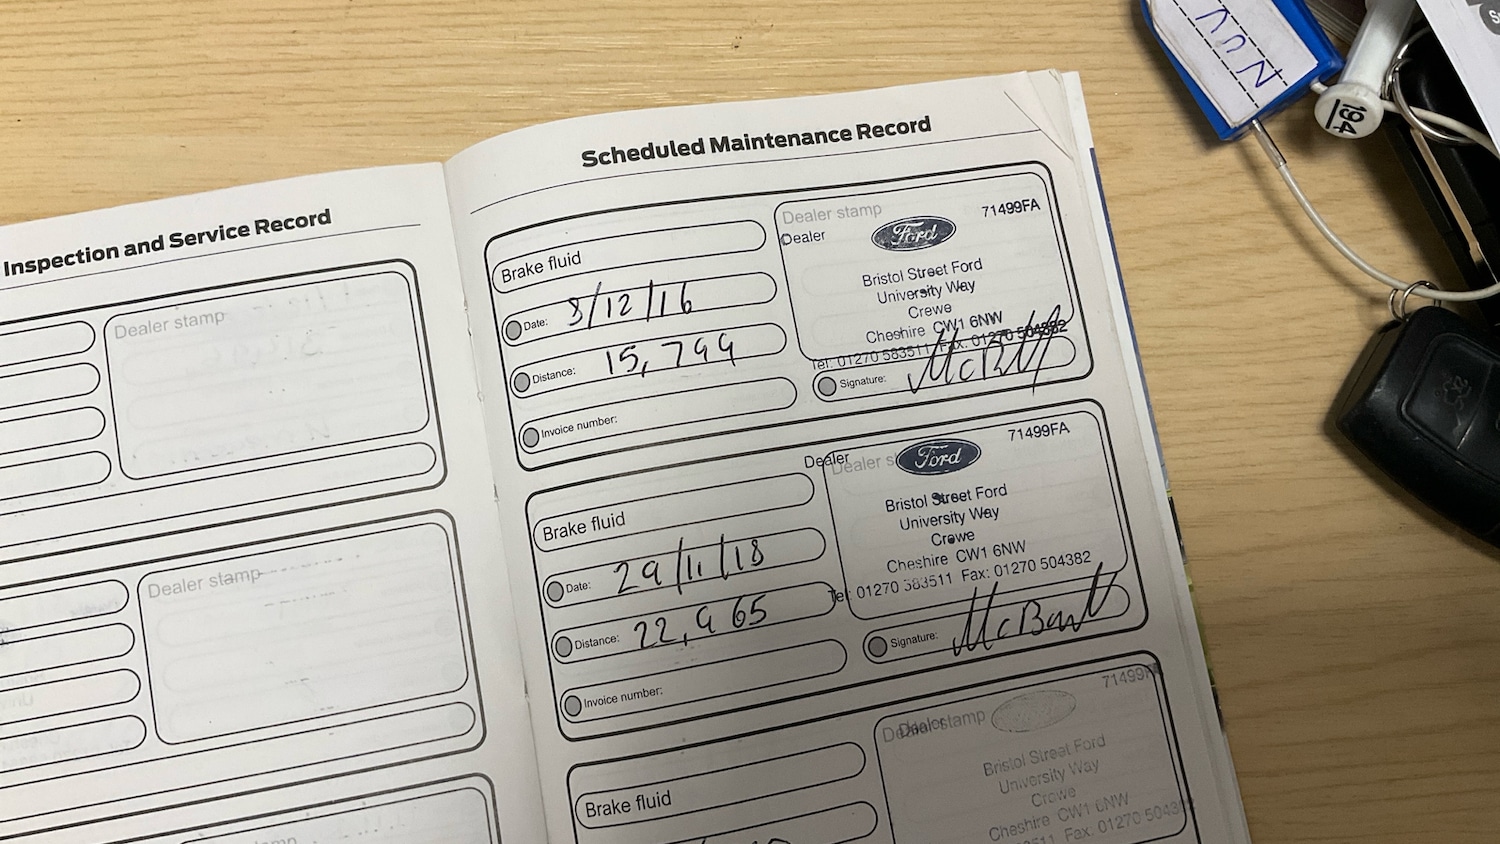 Inspection and Service Record
Dealer stamp
Dealer stamp
Scheduled Maintenance Record
Brake fluid
Date: 8/12/16
Distance: 15,799
Invoice number:
Dealer stamp
Dealer Ford 71499FA
Bristol Street Ford
University Way
Crewe
Cheshire CW1 6NW
Tel: 01270 583511 Fax: 01270 504382
Signature:
Brake fluid
Date: 29/11/18
Distance: 22,965
Invoice number:
Dealer Ford 71499FA
Bristol Street Ford
University Way
Crewe
Cheshire CW1 6NW
Tel: 01270 583511 Fax: 01270 504382
Signature:
Brake fluid
Dealer stamp
Dealer
Bristol Street Ford
University Way
Crewe
Cheshire CW1 6NW
Fax: 01270
194